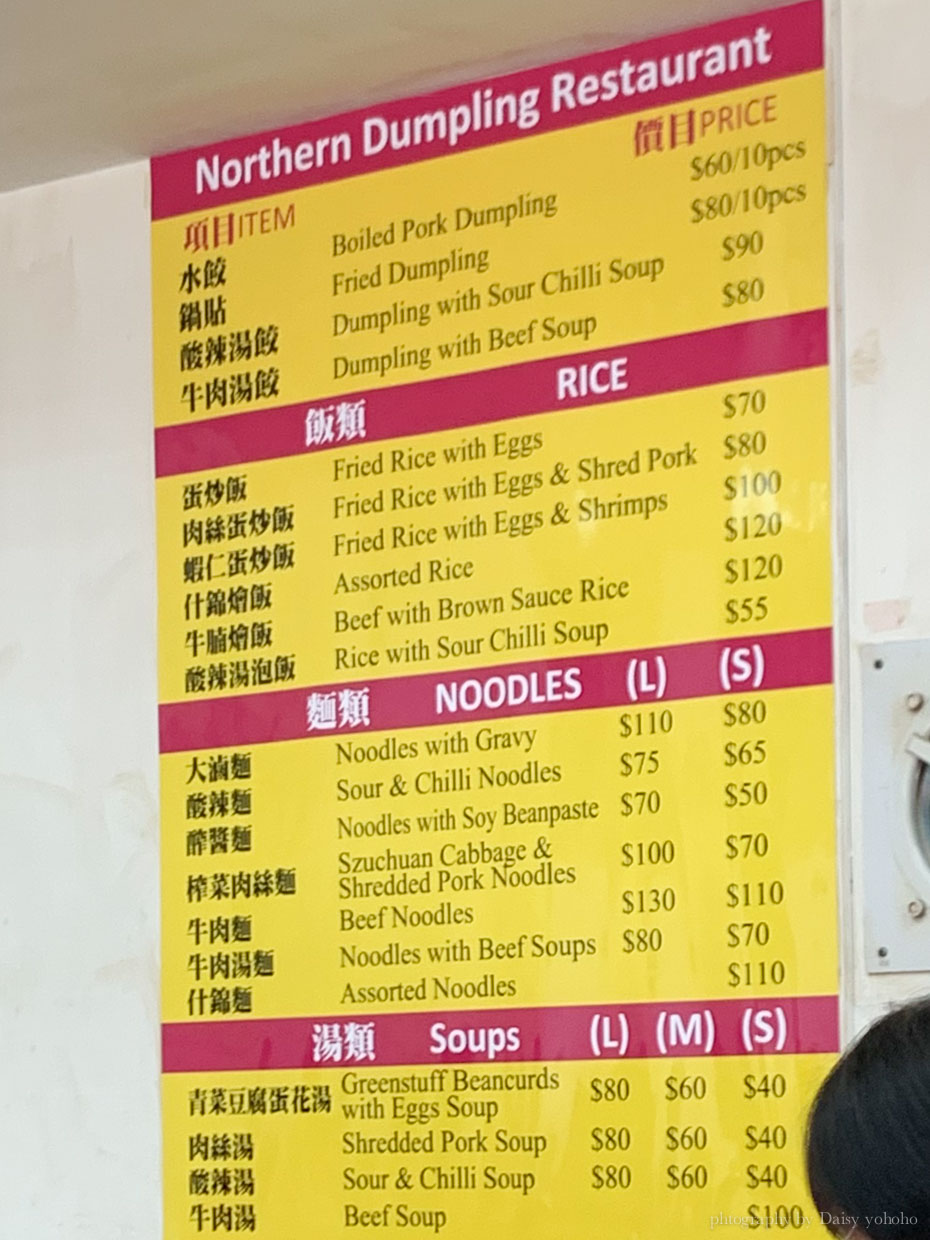 Northern Dumpling Restaurant
項目ITEM 價目PRICE
水餃 Boiled Pork Dumpling $60/10pcs
鍋貼 Fried Dumpling $80/10pcs
酸辣湯餃 Dumpling with Sour Chilli Soup $90
牛肉湯餃 Dumpling with Beef Soup $80
飯類 RICE
蛋炒飯 Fried Rice with Eggs $70
肉絲蛋炒飯 Fried Rice with Eggs & Shred Pork $80
蝦仁蛋炒飯 Fried Rice with Eggs & Shrimps $100
什錦燴飯 Assorted Rice $120
牛腩燴飯 Beef with Brown Sauce Rice $120
酸辣湯泡飯 Rice with Sour Chilli Soup $55
麵類 NOODLES (L) (S)
大滷麵 Noodles with Gravy $110 $80
酸辣麵 Sour & Chilli Noodles $75 $65
酢醬麵 Noodles with Soy Beanpaste $70 $50
榨菜肉絲麵 Szuchuan Cabbage &
Shredded Pork Noodles $100 $70
牛肉麵 Beef Noodles $130 $110
牛肉湯麵 Noodles with Beef Soups $80 $70
什錦麵 Assorted Noodles $110
湯類 Soups (L) (M) (S)
青菜豆腐蛋花湯 Greenstuff Beancurds
with Eggs Soup $80 $60 $40
肉絲湯 Shredded Pork Soup $80 $60 $40
酸辣湯 Sour & Chilli Soup $80 $60 $40
牛肉湯 Beef Soup $100
phtography by Daisy yohoho